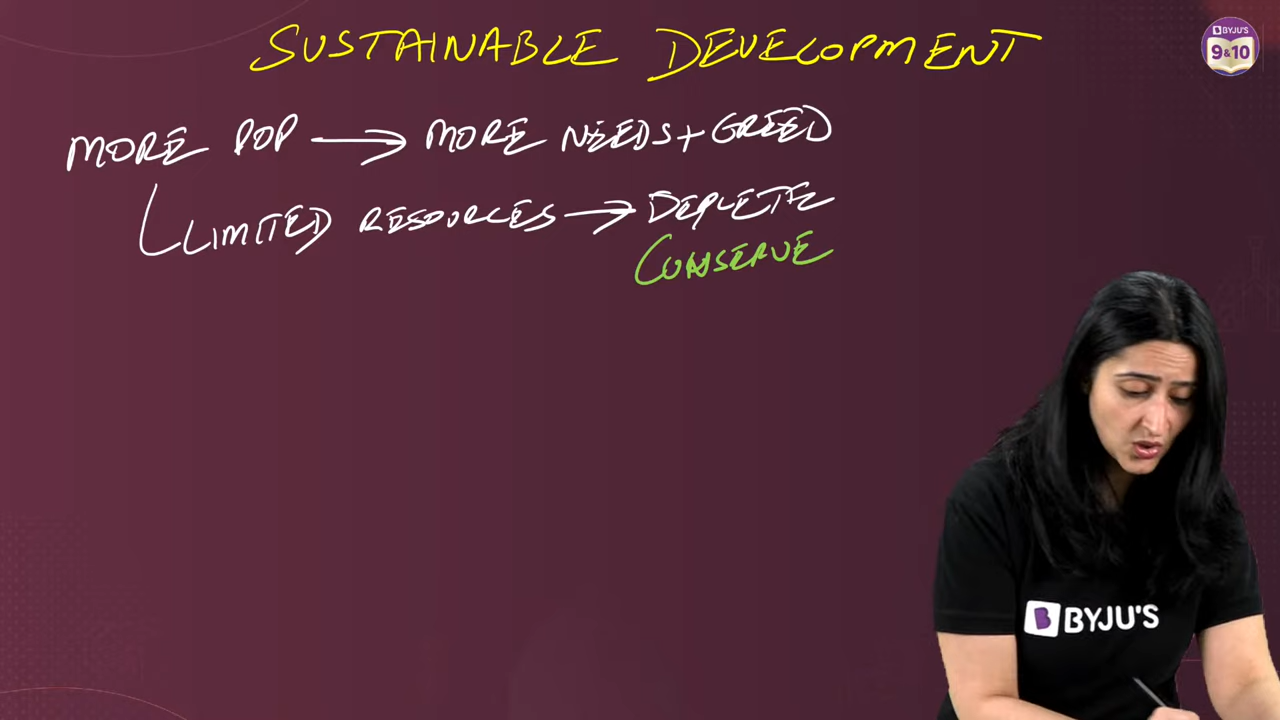 SUSTAINABLE DEVELOPMENT
BYJU'S
9&10
MORE POP → MORE NEEDS+GREED
LIMITED RESOURCES → DEPLETE
CONSERVE
BYJU'S